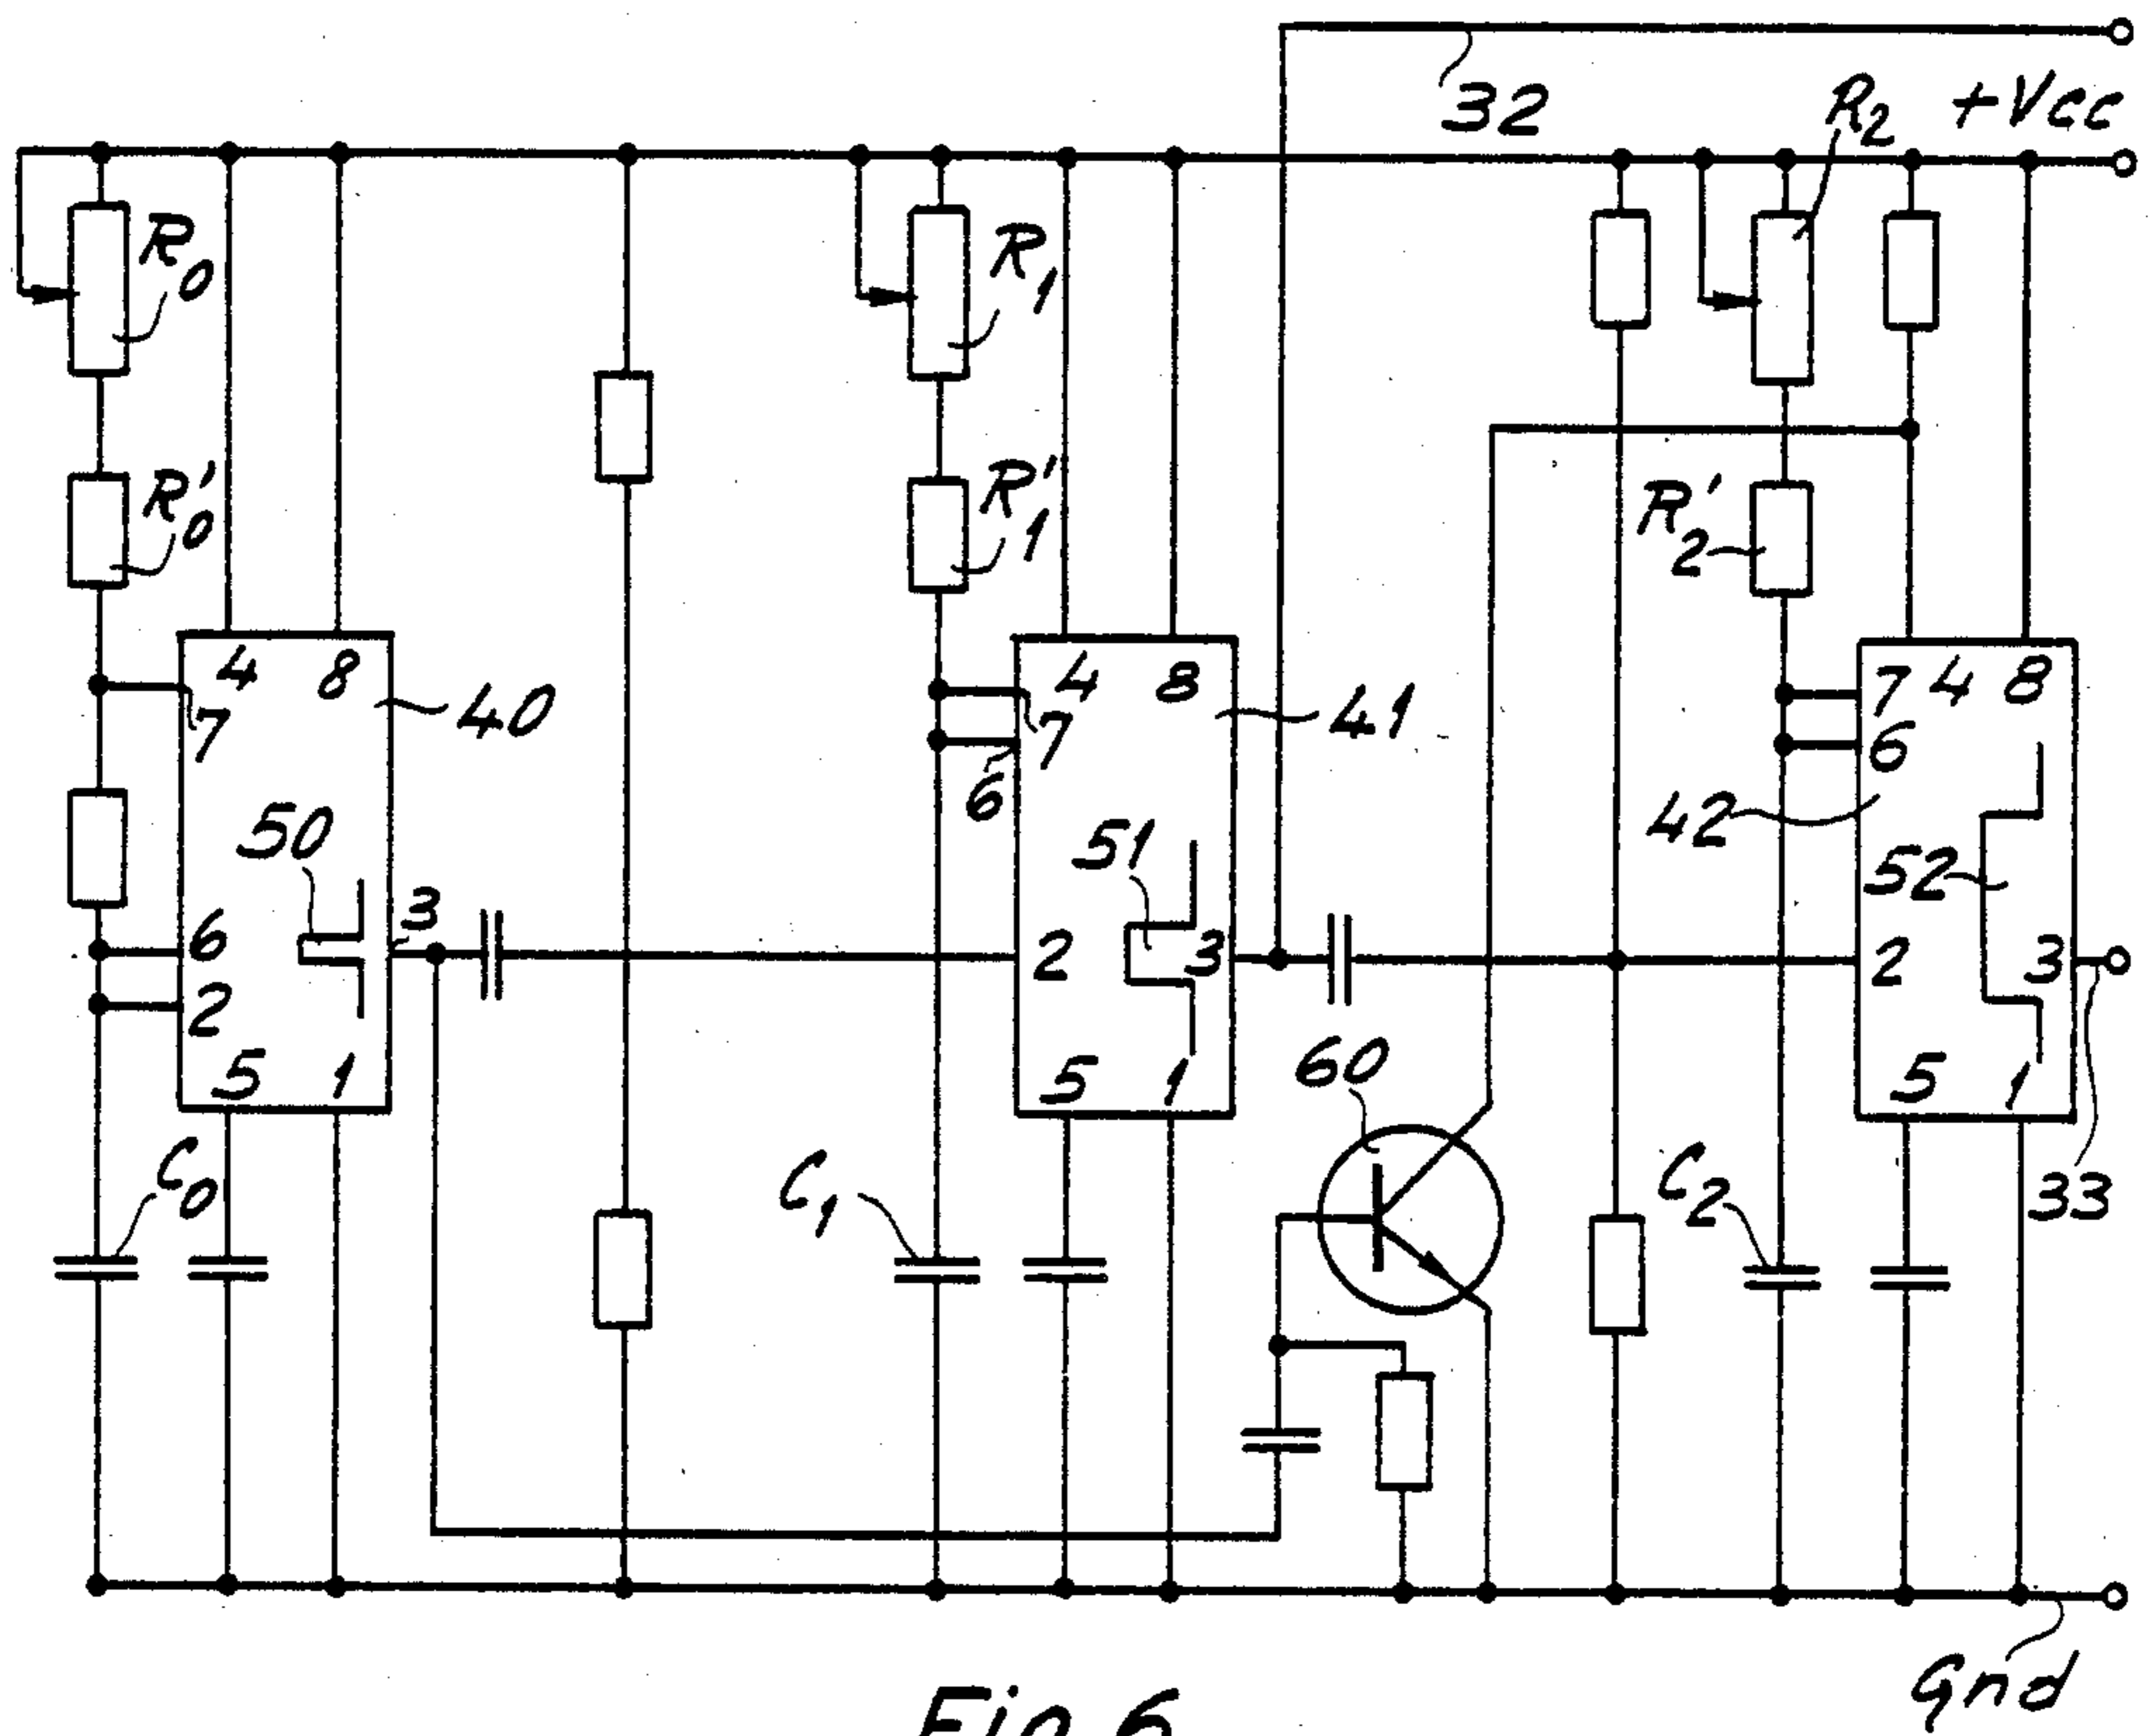 32
R2 +Vcc
R0 R1
R'0 R'1 R'2
4 8 40 4 8 41 7 4 8
7 7 6
6 42
50 51 52
3
6 2 3 2 3
2
5 1 5 1 60 5 1
C0 C1 C2 33
Gnd
Fig. 6